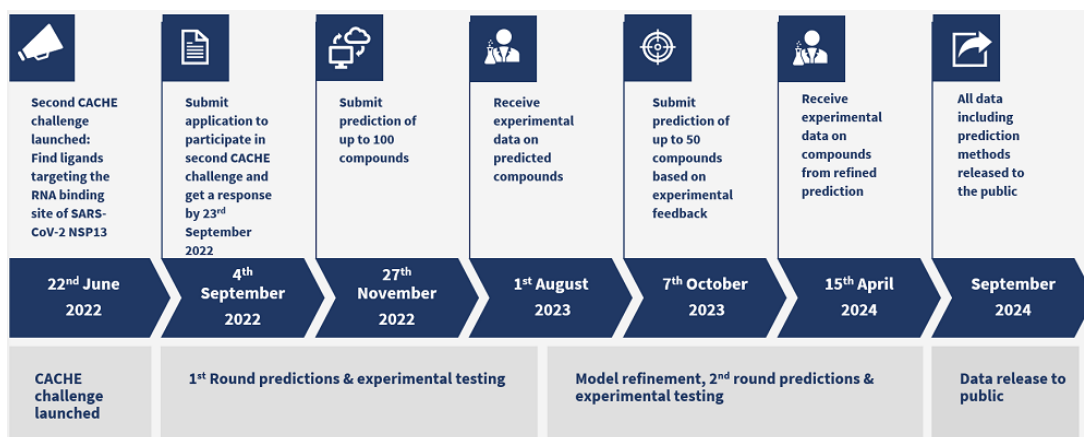 Second CACHE
challenge
launched:
Find ligands
targeting the
RNA binding
site of SARS-
CoV-2 NSP13
Submit
application to
participate in
second CACHE
challenge and
get a response
by 23rd
September
2022
Submit
prediction of
up to 100
compounds
Receive
experimental
data on
predicted
compounds
Submit
prediction of
up to 50
compounds
based on
experimental
feedback
Receive
experimental
data on
compounds
from refined
prediction
All data
including
prediction
methods
released to
the public
22nd June
2022
4th
September
2022
27th
November
2022
1st August
2023
7th October
2023
15th April
2024
September
2024
CACHE
challenge
launched
1st Round predictions & experimental testing
Model refinement, 2nd round predictions &
experimental testing
Data release to
public